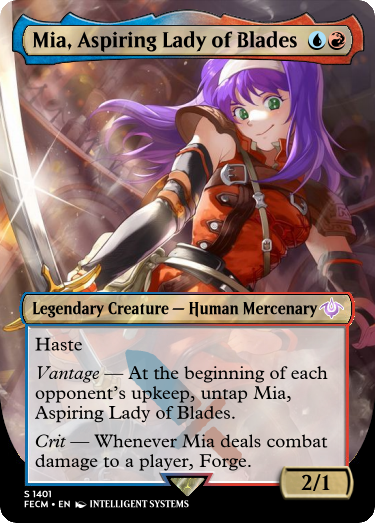 Mia, Aspiring Lady of Blades
Legendary Creature — Human Mercenary
Haste
Vantage — At the beginning of each
opponent's upkeep, untap Mia,
Aspiring Lady of Blades.
Crit — Whenever Mia deals combat
damage to a player, Forge.
2/1
S 1401
FECM • EN INTELLIGENT SYSTEMS